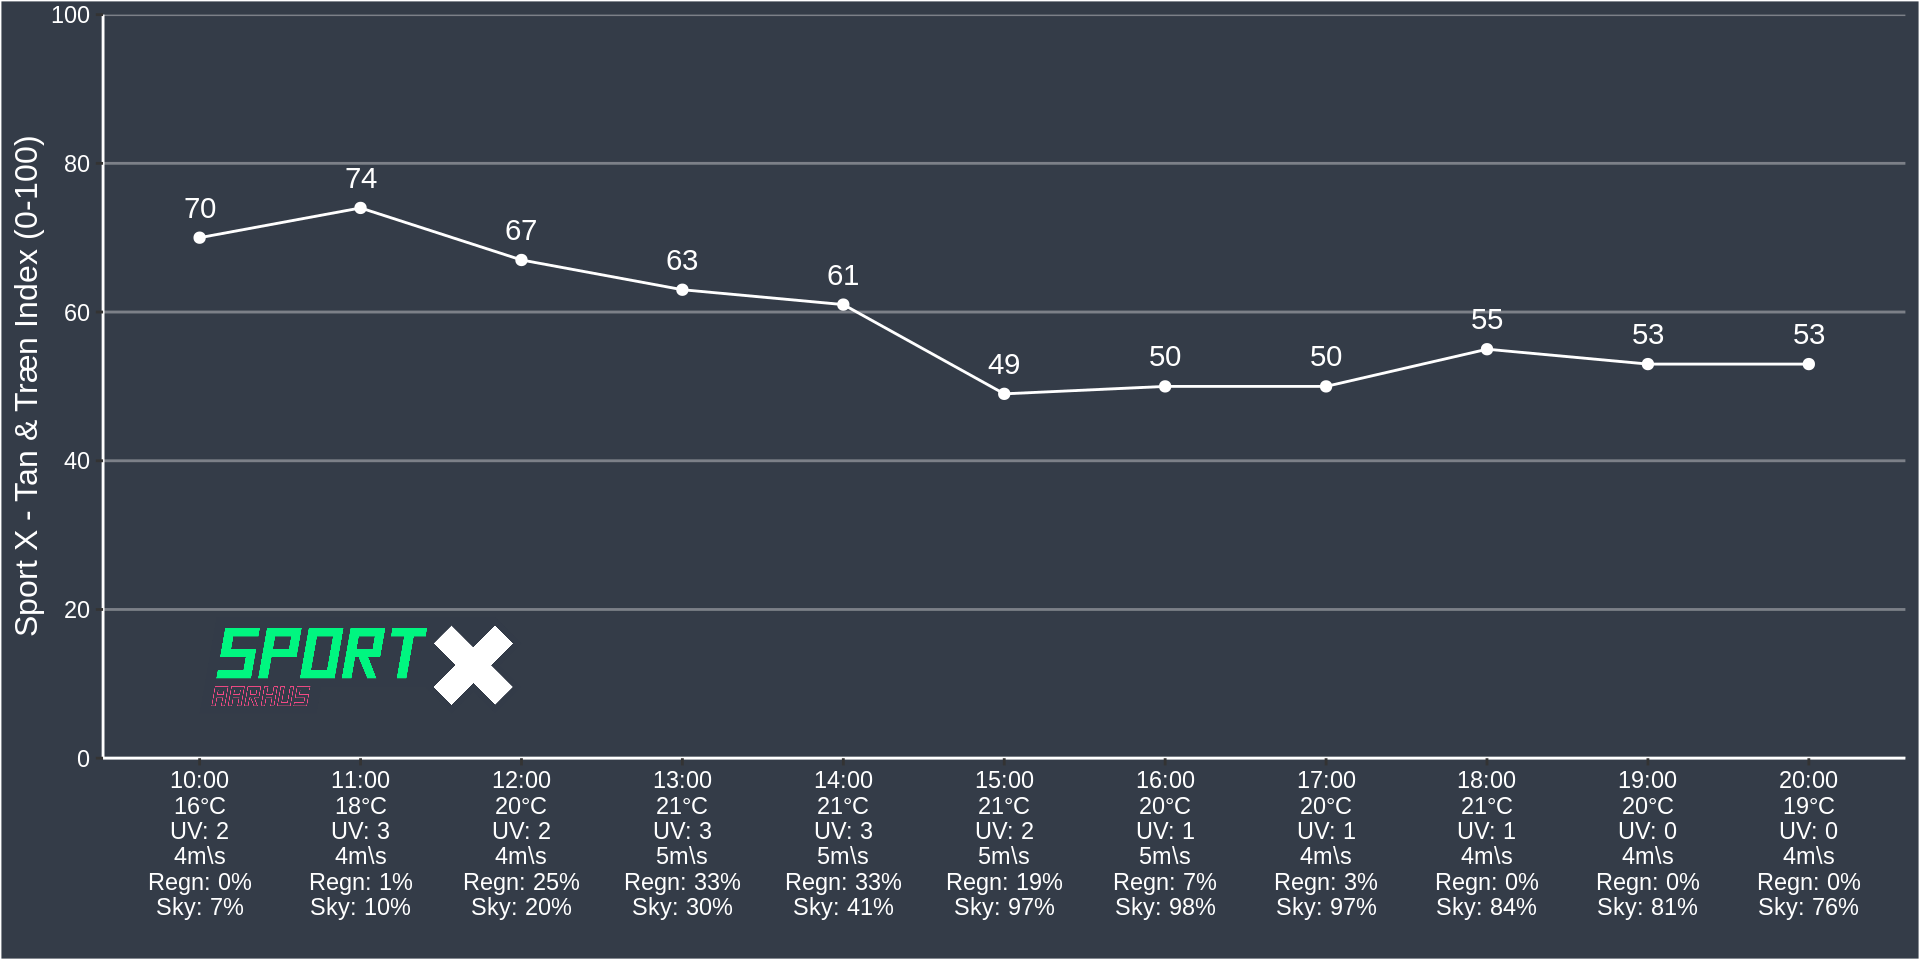 Sport X - Tan & Træn Index (0-100)
100
80
60
40
20
0
70
74
67
63
61
49
50
50
55
53
53
SPORT X
AARHUS
10:00
16°C
UV: 2
4m\s
Regn: 0%
Sky: 7%
11:00
18°C
UV: 3
4m\s
Regn: 1%
Sky: 10%
12:00
20°C
UV: 2
4m\s
Regn: 25%
Sky: 20%
13:00
21°C
UV: 3
5m\s
Regn: 33%
Sky: 30%
14:00
21°C
UV: 3
5m\s
Regn: 33%
Sky: 41%
15:00
21°C
UV: 2
5m\s
Regn: 19%
Sky: 97%
16:00
20°C
UV: 1
5m\s
Regn: 7%
Sky: 98%
17:00
20°C
UV: 1
4m\s
Regn: 3%
Sky: 97%
18:00
21°C
UV: 1
4m\s
Regn: 0%
Sky: 84%
19:00
20°C
UV: 0
4m\s
Regn: 0%
Sky: 81%
20:00
19°C
UV: 0
4m\s
Regn: 0%
Sky: 76%